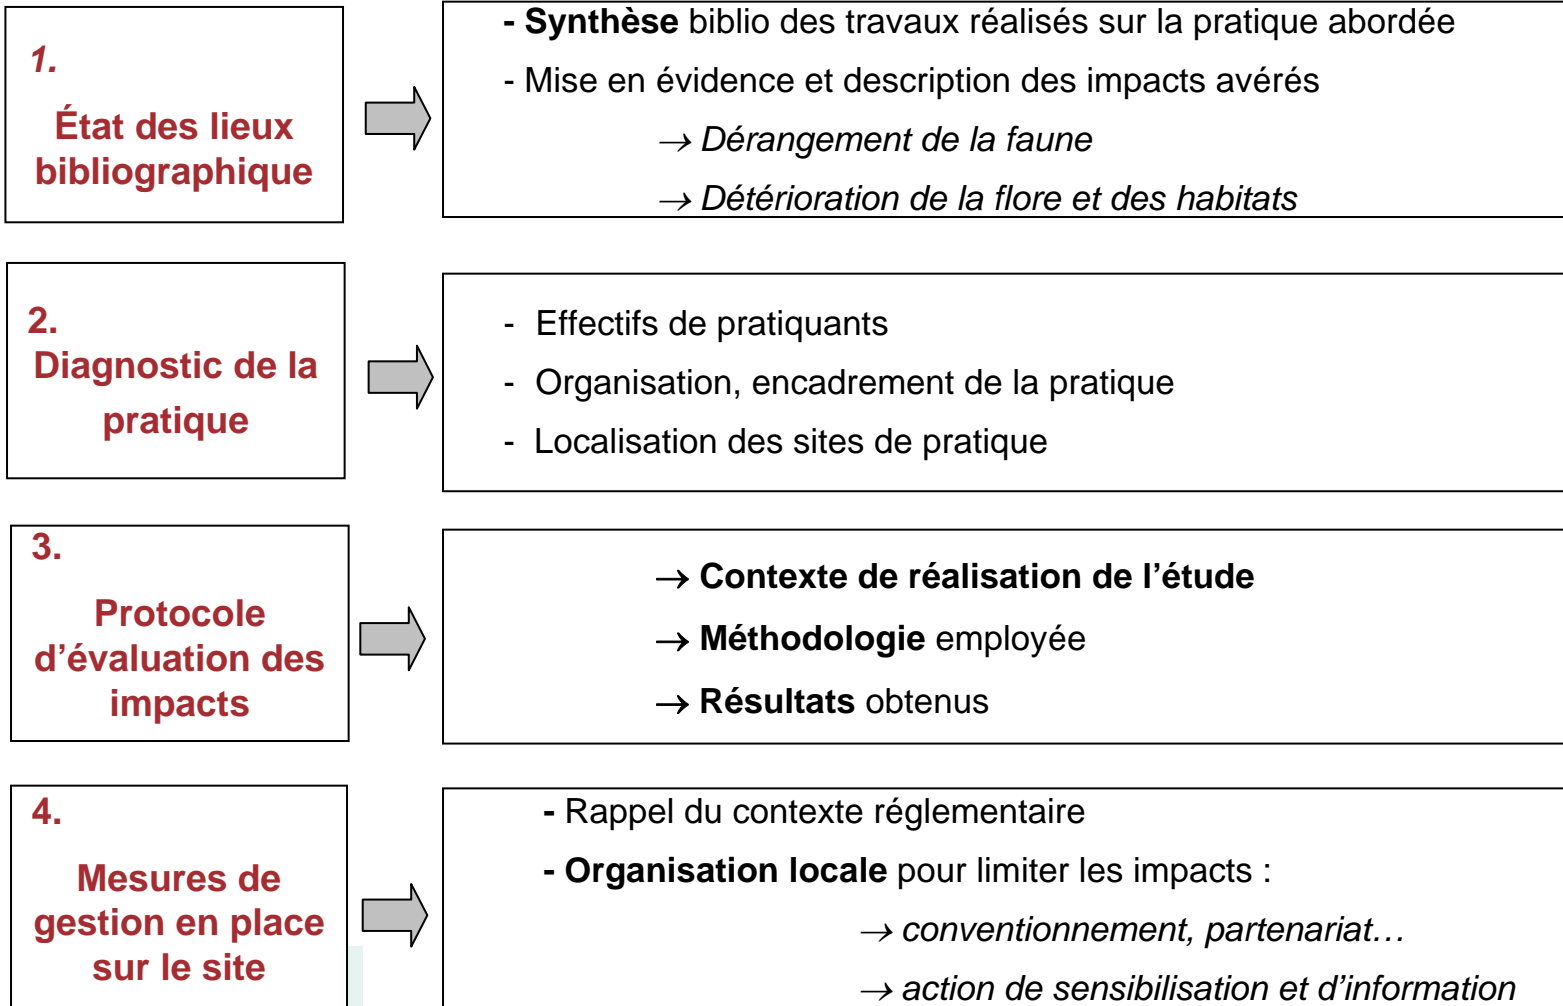 1.
État des lieux
bibliographique
- Synthèse biblio des travaux réalisés sur la pratique abordée
- Mise en évidence et description des impacts avérés
→ Dérangement de la faune
→ Détérioration de la flore et des habitats
2.
Diagnostic de la
pratique
- Effectifs de pratiquants
- Organisation, encadrement de la pratique
- Localisation des sites de pratique
3.
Protocole
d’évaluation des
impacts
→ Contexte de réalisation de l’étude
→ Méthodologie employée
→ Résultats obtenus
4.
Mesures de
gestion en place
sur le site
- Rappel du contexte réglementaire
- Organisation locale pour limiter les impacts :
→ conventionnement, partenariat…
→ action de sensibilisation et d’information